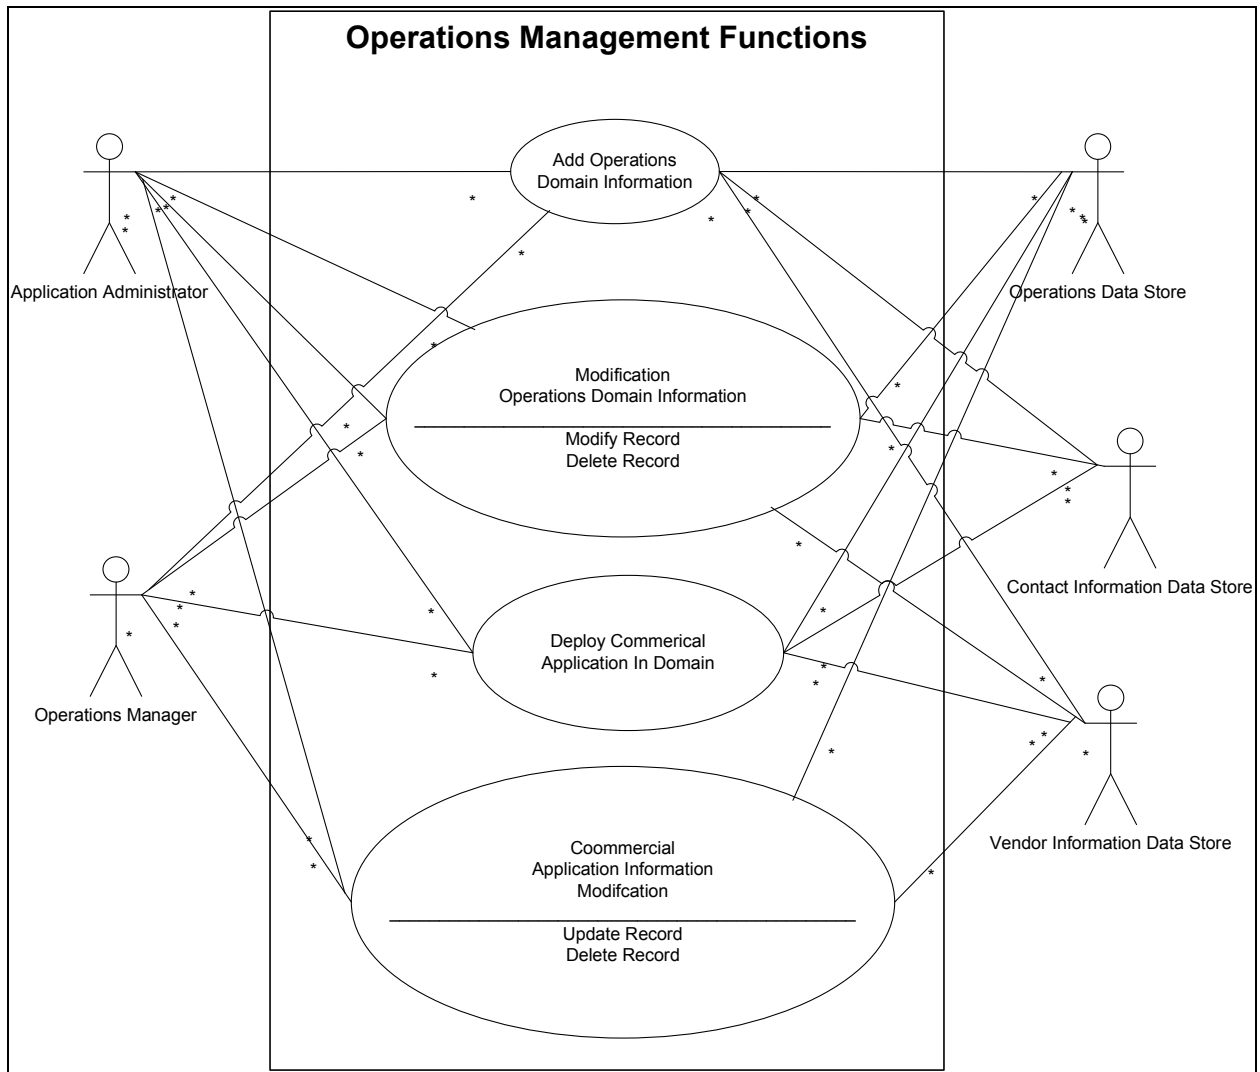 Operations Management Functions
Add Operations
Domain Information
Application Administrator
Operations Data Store
Modification
Operations Domain Information
Modify Record
Delete Record
Contact Information Data Store
Deploy Commerical
Application In Domain
Operations Manager
Vendor Information Data Store
Coommercial
Application Information
Modifcation
Update Record
Delete Record